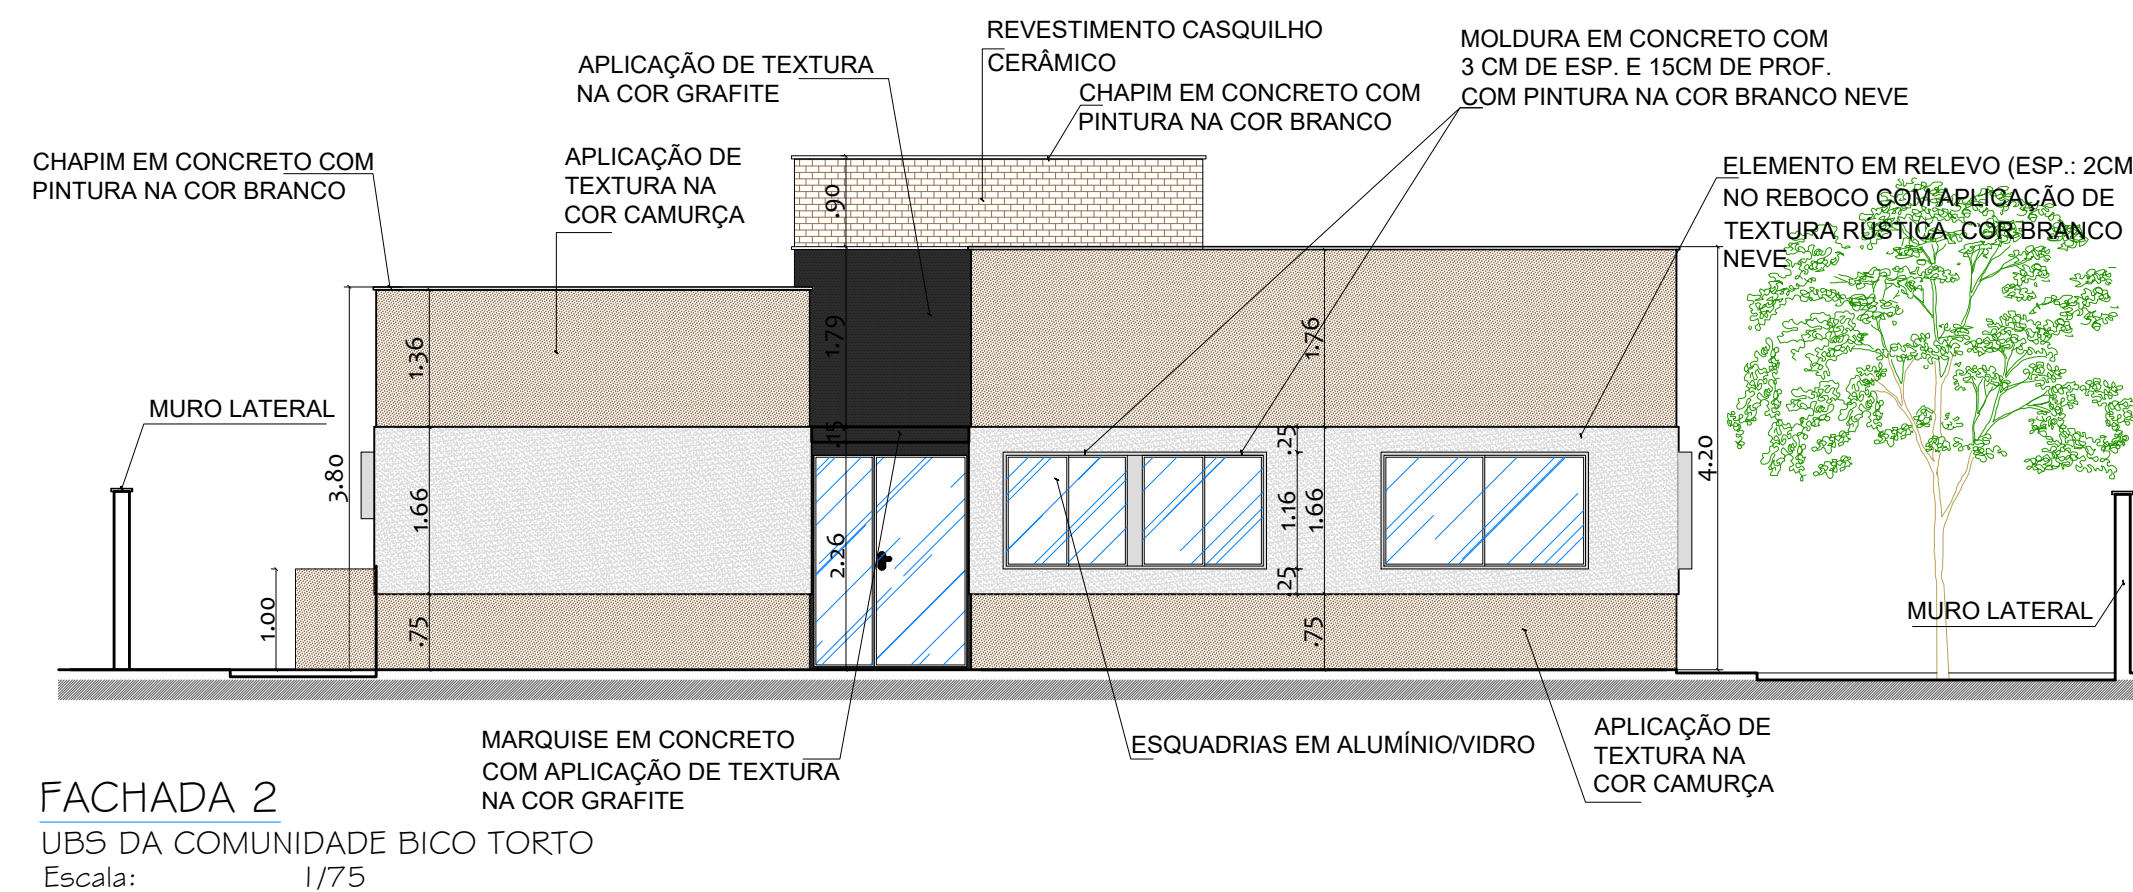 REVESTIMENTO CASQUILHO
CERÂMICO
MOLDURA EM CONCRETO COM
3 CM DE ESP. E 15CM DE PROF.
COM PINTURA NA COR BRANCO NEVE
APLICAÇÃO DE TEXTURA
NA COR GRAFITE
CHAPIM EM CONCRETO COM
PINTURA NA COR BRANCO
CHAPIM EM CONCRETO COM
PINTURA NA COR BRANCO
APLICAÇÃO DE
TEXTURA NA
COR CAMURÇA
ELEMENTO EM RELEVO (ESP.: 2CM
NO REBOCO COM APLICAÇÃO DE
TEXTURA RÚSTICA COR BRANCO
NEVE
.90
1.36
1.79
1.76
MURO LATERAL
.15
.25
3.80
4.20
1.66
1.16
1.66
2.26
.25
1.00
.75
.75
MURO LATERAL
MARQUISE EM CONCRETO
COM APLICAÇÃO DE TEXTURA
NA COR GRAFITE
ESQUADRIAS EM ALUMÍNIO/VIDRO
APLICAÇÃO DE
TEXTURA NA
COR CAMURÇA
FACHADA 2
UBS DA COMUNIDADE BICO TORTO
Escala: 1/75